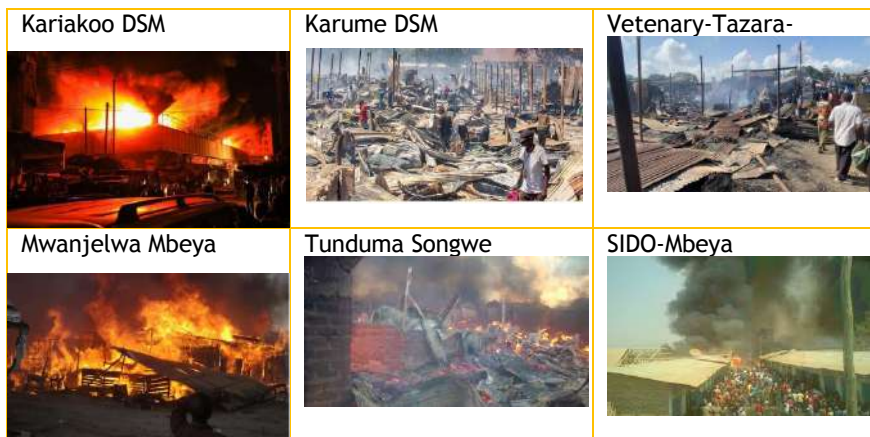 Kariakoo DSM
Karume DSM
Vetenary-Tazara-
Mwanjelwa Mbeya
Tunduma Songwe
SIDO-Mbeya